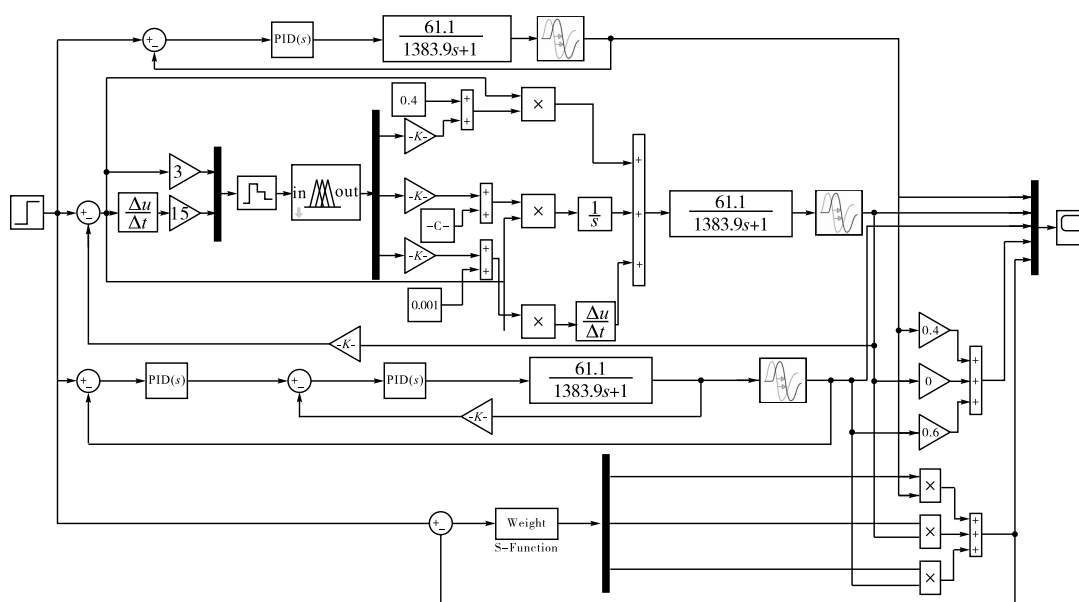 +
−
PID(s)
61.1
1383.9s+1
0.4
+
+
×
-K-
3
in
out
+
−
Δu
Δt
15
-K-
-C-
+
+
×
1
s
+
+
+
61.1
1383.9s+1
-K-
0.001
+
+
×
Δu
Δt
-K-
0.4
+
−
PID(s)
+
−
PID(s)
61.1
1383.9s+1
0
+
+
+
-K-
0.6
×
+
−
Weight
S-Function
×
+
+
+
×